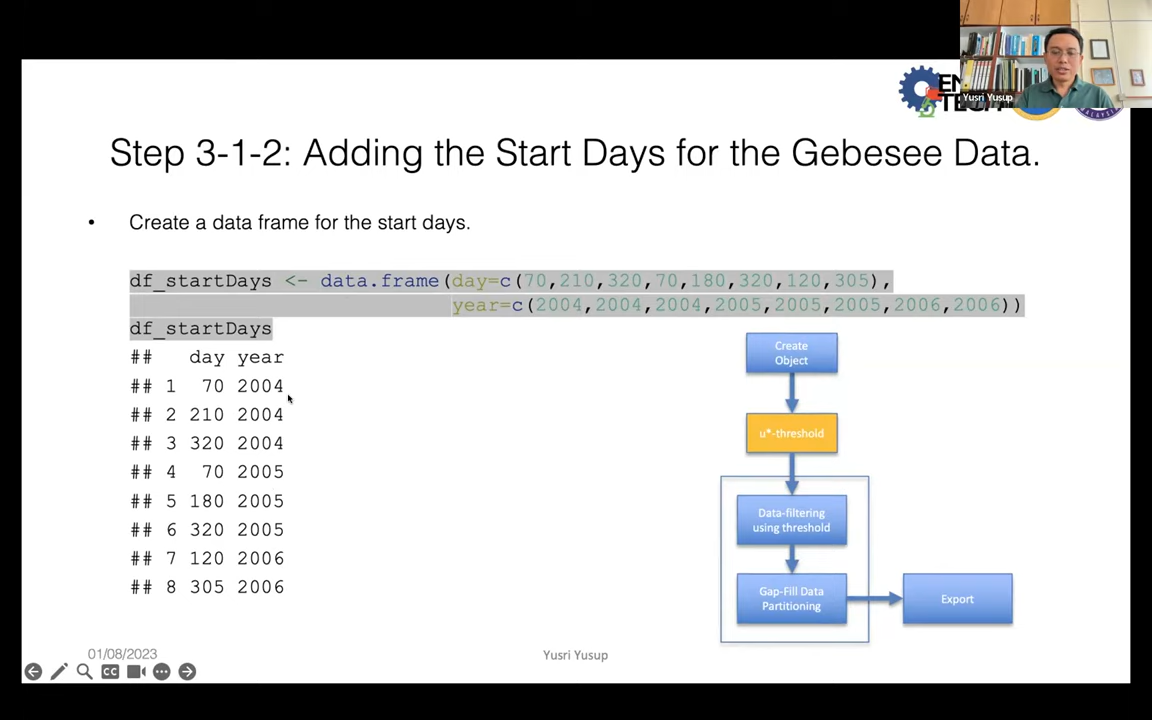 EN
TECH
Yusri Yusup
Step 3-1-2: Adding the Start Days for the Gebesee Data.
• Create a data frame for the start days.
df_startDays <- data.frame(day=c(70,210,320,70,180,320,120,305),
year=c(2004,2004,2004,2005,2005,2005,2006,2006))
df_startDays
## day year
## 1 70 2004
## 2 210 2004
## 3 320 2004
## 4 70 2005
## 5 180 2005
## 6 320 2005
## 7 120 2006
## 8 305 2006
Create
Object
u*-threshold
Data-filtering
using threshold
Gap-Fill Data
Partitioning
Export
01/08/2023
Yusri Yusup
CC